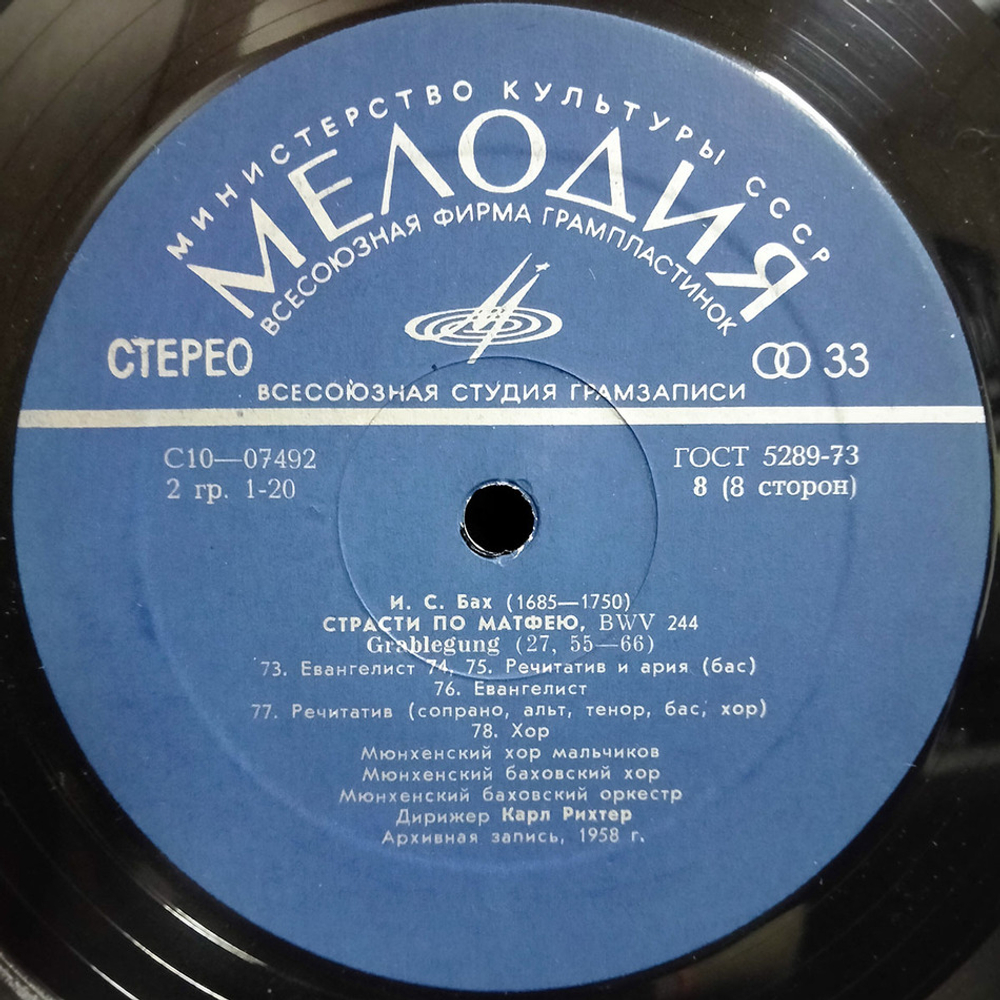 МИНИСТЕРСТВО КУЛЬТУРЫ СССР
МЕЛОДИЯ
ВСЕСОЮЗНАЯ ФИРМА ГРАМПЛАСТИНОК
СТЕРЕО
33
ВСЕСОЮЗНАЯ СТУДИЯ ГРАМЗАПИСИ
С10—07492
ГОСТ 5289-73
2 гр. 1-20
8 (8 сторон)
И. С. Бах (1685—1750)
СТРАСТИ ПО МАТФЕЮ, BWV 244
Grablegung (27, 55—66)
73. Евангелист 74, 75. Речитатив и ария (бас)
76. Евангелист
77. Речитатив (сопрано, альт, тенор, бас, хор)
78. Хор
Мюнхенский хор мальчиков
Мюнхенский баховский хор
Мюнхенский баховский оркестр
Дирижер Карл Рихтер
Архивная запись, 1958 г.